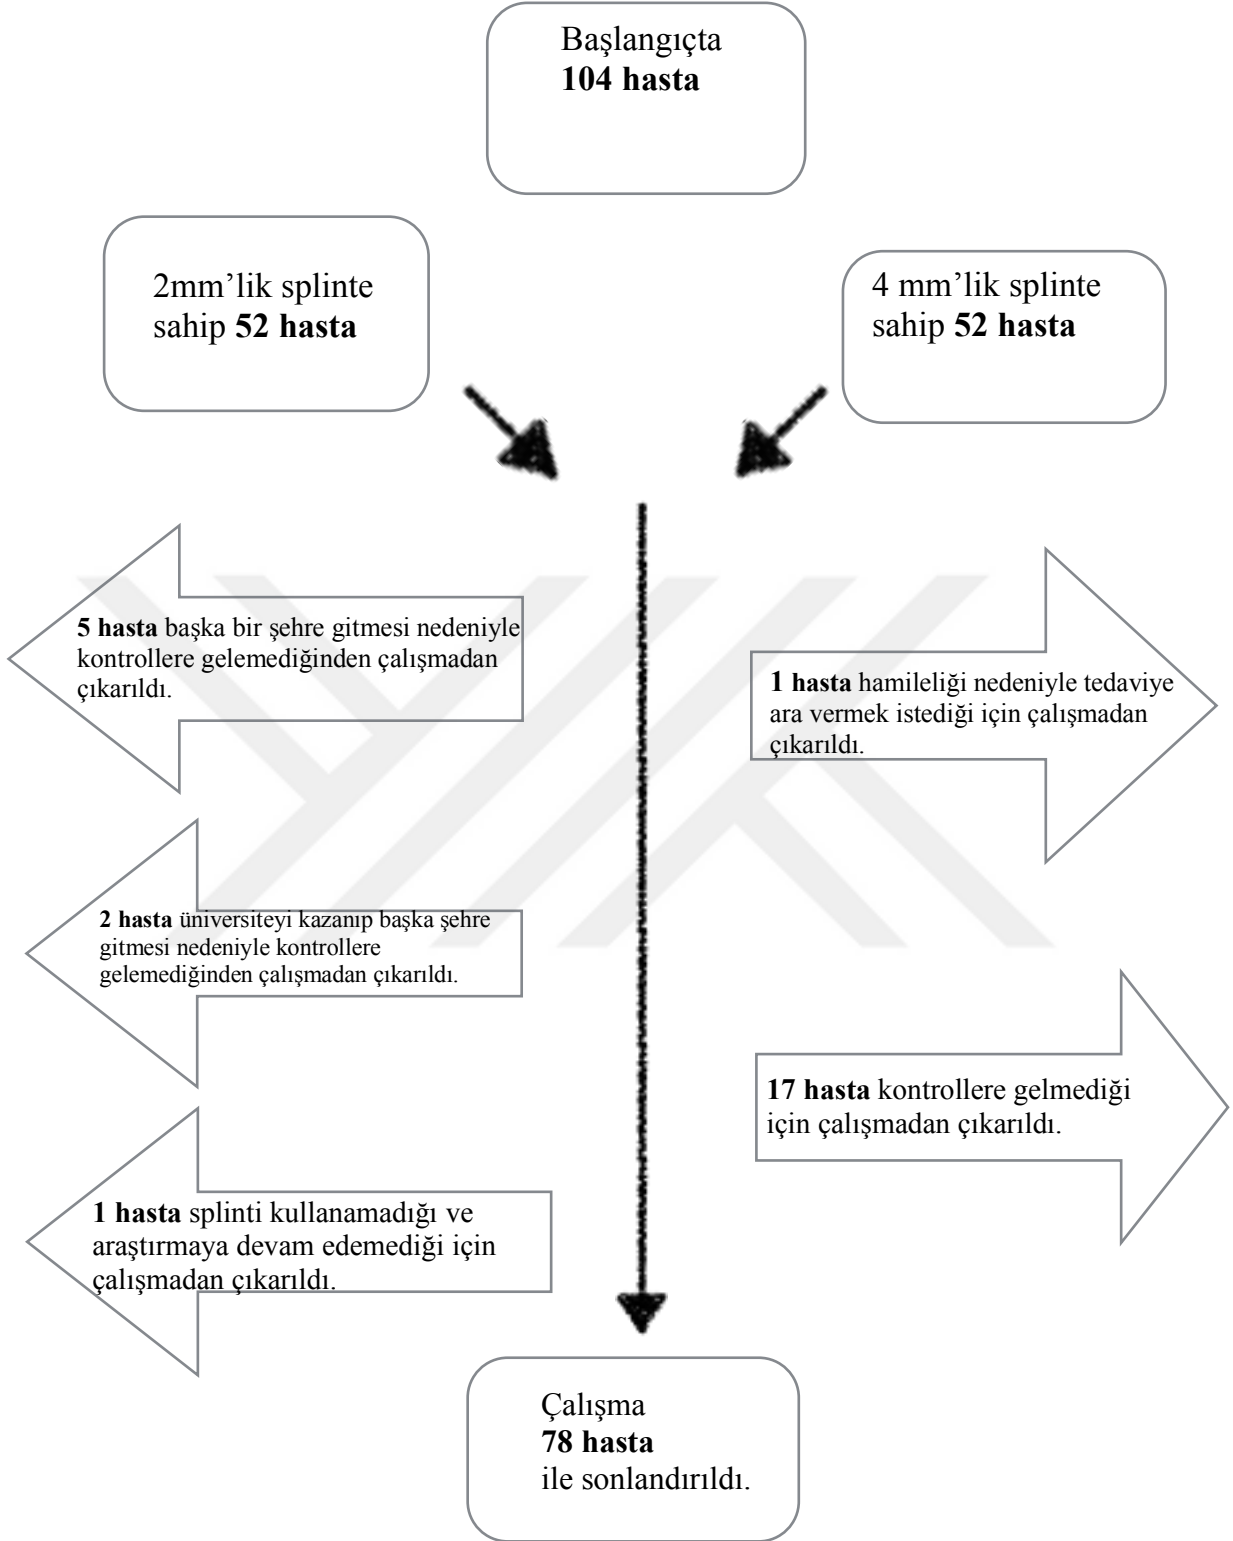 Başlangıçta
104 hasta
2mm’lik splinte
sahip 52 hasta
4 mm’lik splinte
sahip 52 hasta
5 hasta başka bir şehre gitmesi nedeniyle
kontrollere gelemediğinden çalışmadan
çıkarıldı.
1 hasta hamileliği nedeniyle tedaviye
ara vermek istediği için çalışmadan
çıkarıldı.
2 hasta üniversiteyi kazanıp başka şehre
gitmesi nedeniyle kontrollere
gelemediğinden çalışmadan çıkarıldı.
17 hasta kontrollere gelmediği
için çalışmadan çıkarıldı.
1 hasta splinti kullanamadığı ve
araştırmaya devam edemediği için
çalışmadan çıkarıldı.
Çalışma
78 hasta
ile sonlandırıldı.